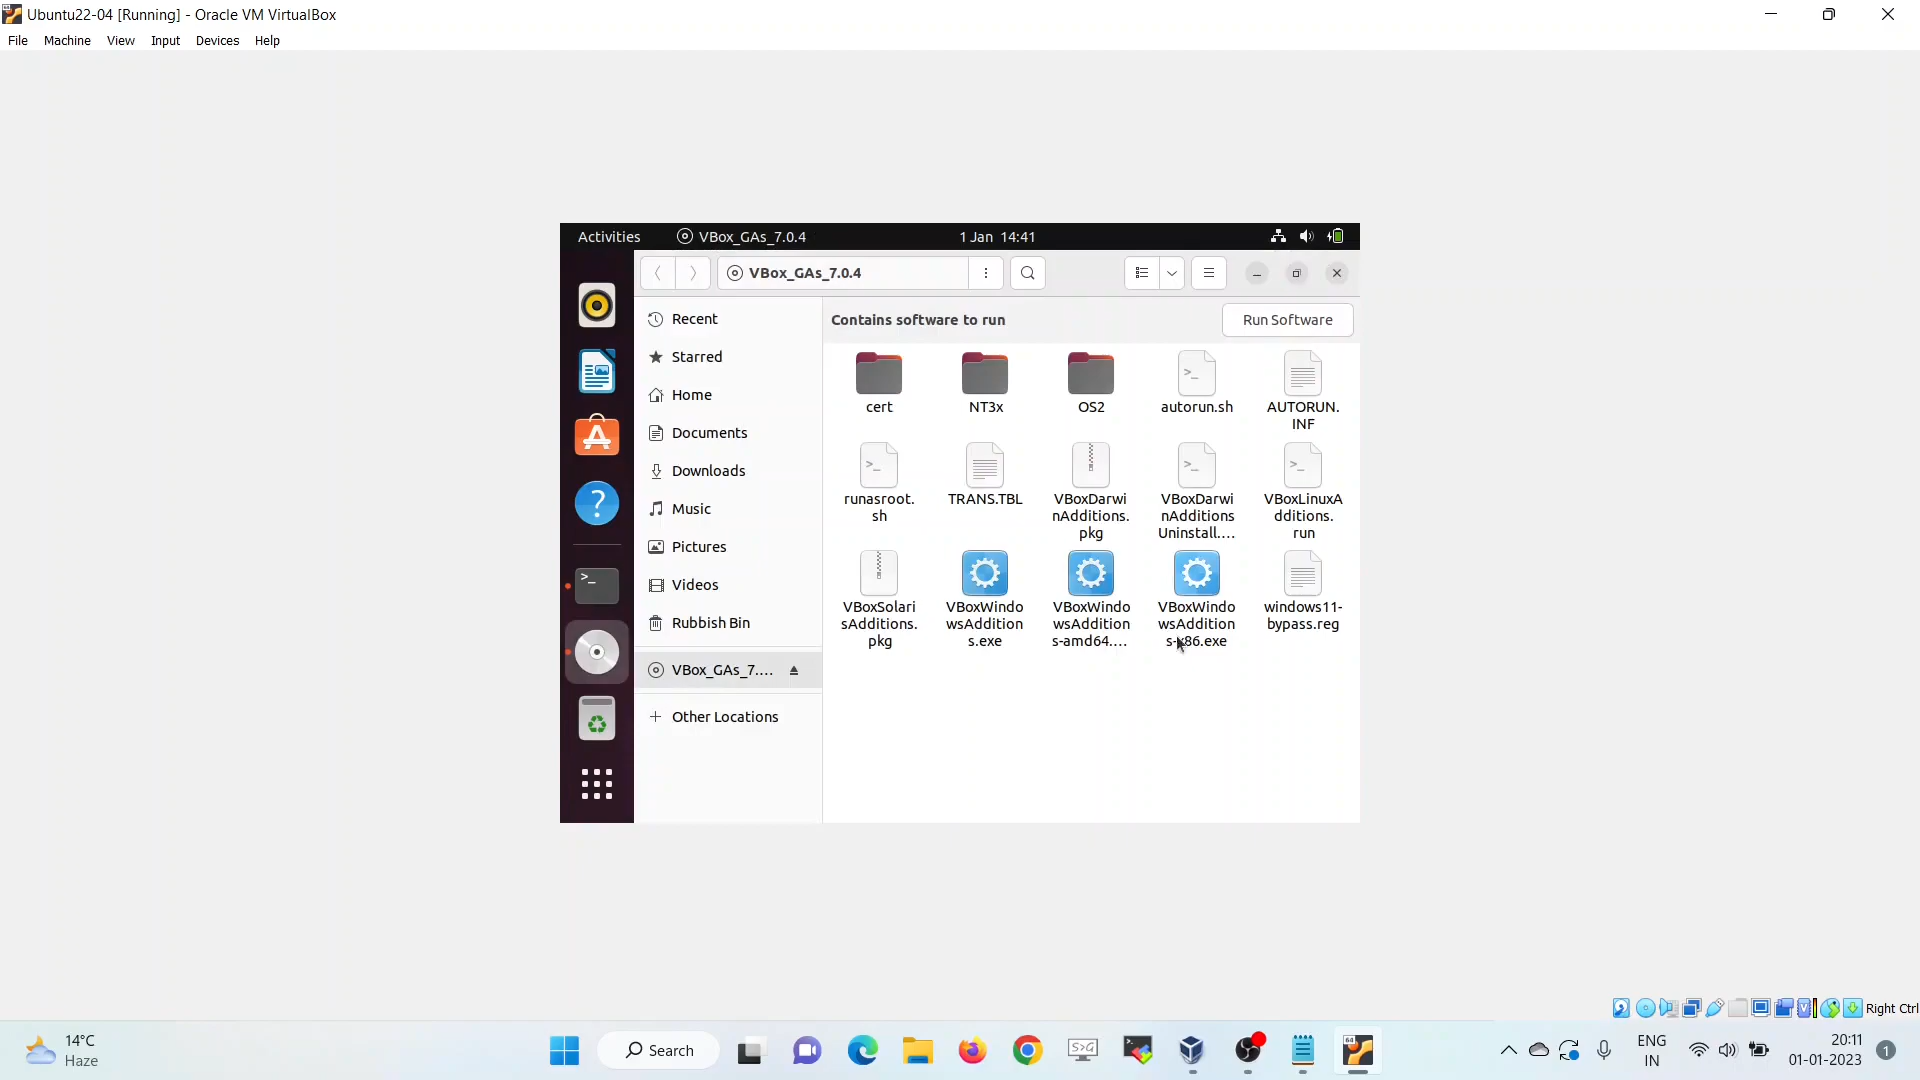 Ubuntu22-04 [Running] - Oracle VM VirtualBox
File Machine View Input Devices Help
Activities VBox_GAs_7.0.4 1 Jan 14:41
VBox_GAs_7.0.4
Recent
Starred
Home
Documents
Downloads
Music
Pictures
Videos
Rubbish Bin
VBox_GAs_7....
Other Locations
Contains software to run Run Software
cert
NT3x
OS2
autorun.sh
AUTORUN.
INF
runasroot.
sh
TRANS.TBL
VBoxDarwi
nAdditions.
pkg
VBoxDarwi
nAdditions
Uninstall....
VBoxLinuxA
dditions.
run
VBoxSolari
sAdditions.
pkg
VBoxWindo
wsAddition
s.exe
VBoxWindo
wsAddition
s-amd64....
VBoxWindo
wsAddition
s-x86.exe
windows11-
bypass.reg
Right Ctrl
14°C
Haze
Search
S>G
64
ENG
IN
20:11
01-01-2023
1